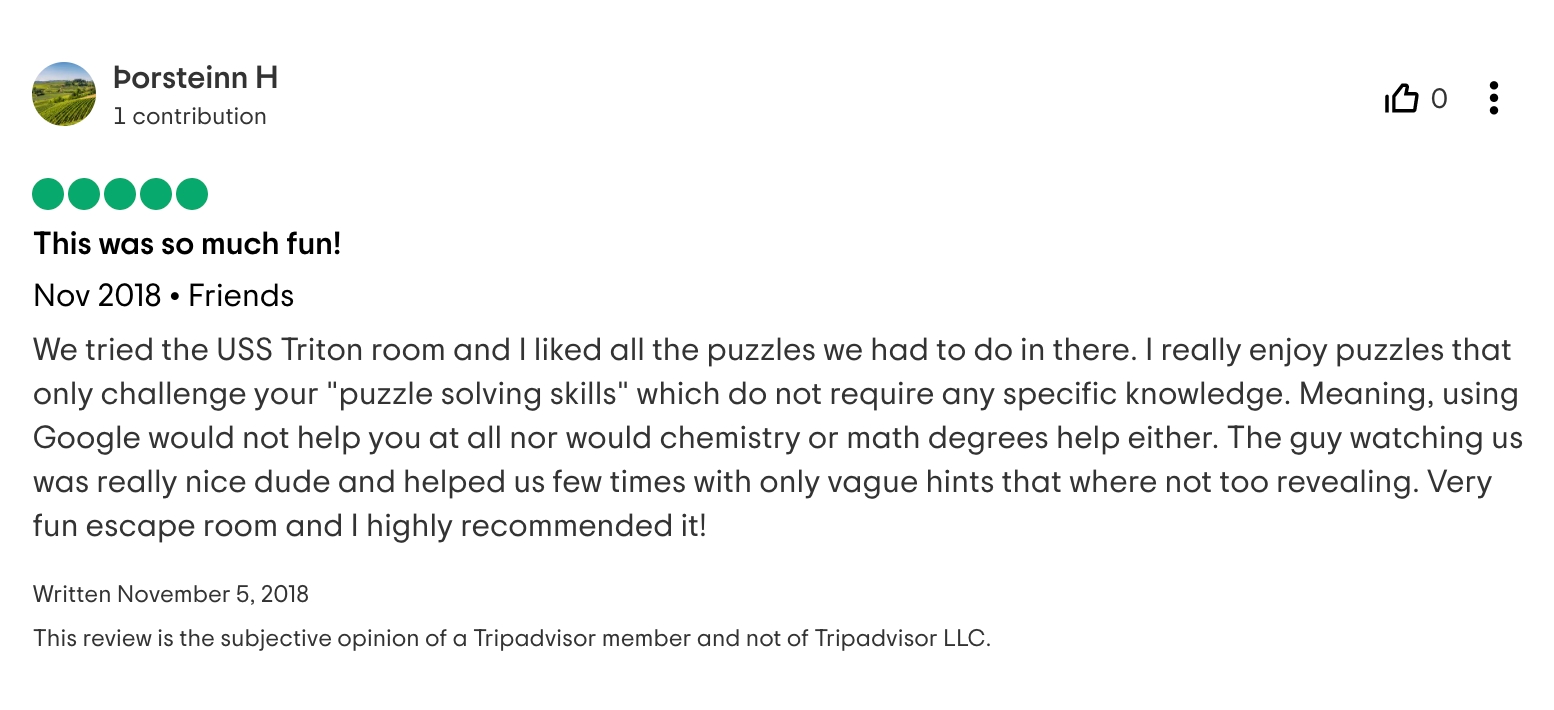 Þorsteinn H
1 contribution
0
This was so much fun!
Nov 2018 • Friends
We tried the USS Triton room and I liked all the puzzles we had to do in there. I really enjoy puzzles that
only challenge your "puzzle solving skills" which do not require any specific knowledge. Meaning, using
Google would not help you at all nor would chemistry or math degrees help either. The guy watching us
was really nice dude and helped us few times with only vague hints that where not too revealing. Very
fun escape room and I highly recommended it!
Written November 5, 2018
This review is the subjective opinion of a Tripadvisor member and not of Tripadvisor LLC.